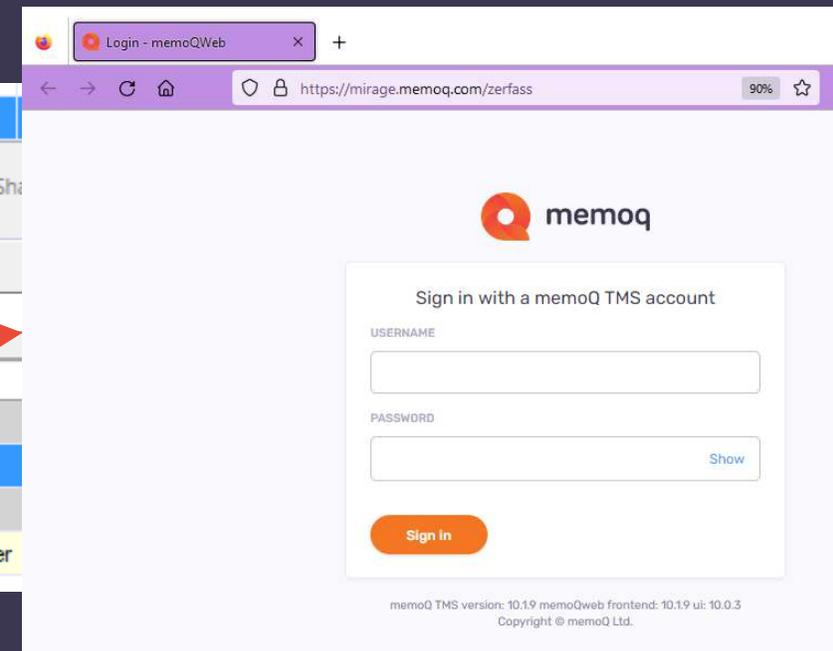 Login - memoQWeb
https://mirage.memoq.com/zerfass
90%
memoq
Sign in with a memoQ TMS account
USERNAME
PASSWORD
Show
Sign in
memoQ TMS version: 10.1.9 memoQweb frontend: 10.1.9 ui: 10.0.3
Copyright © memoQ Ltd.